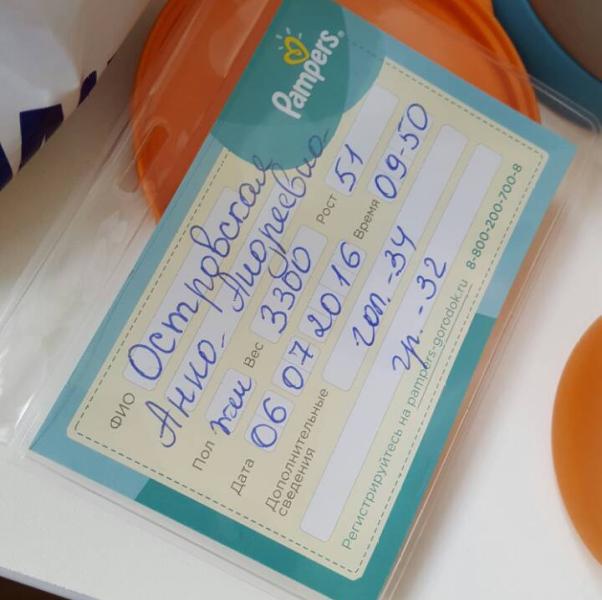 Pampers
ФИО Островская
Анна Андреевна
Пол жен Вес 3300 Рост 51
Дата 06 07 2016 Время 09-50
Дополнительные сведения гол.-34
гр.-32
Регистрируйтесь на pampers-gorodok.ru 8-800-200-700-8